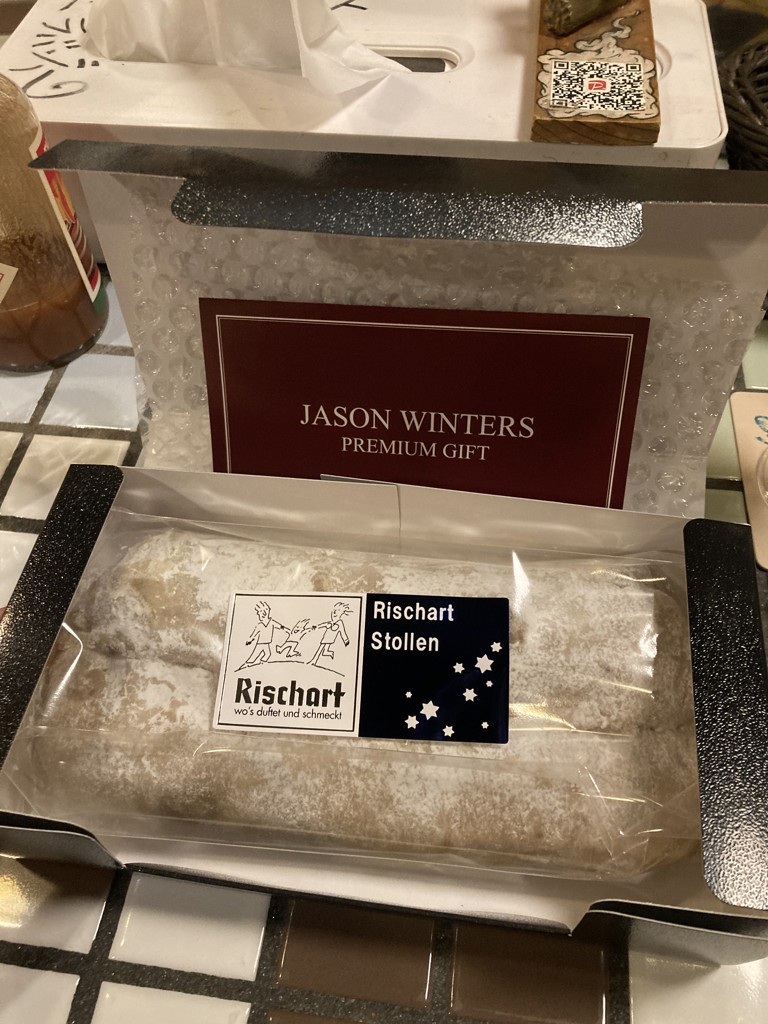 JASON WINTERS
PREMIUM GIFT
Rischart
Stollen
Rischart
wo's duftet und schmeckt